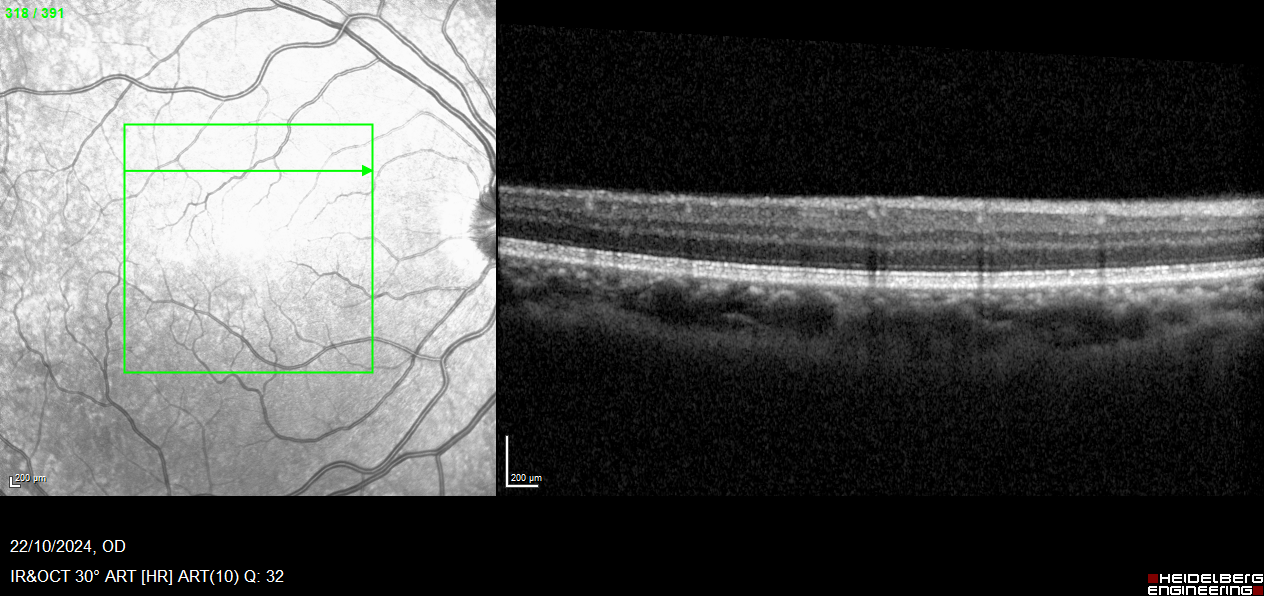 318 / 391
200 µm
200 µm
22/10/2024, OD
IR&OCT 30° ART [HR] ART(10) Q: 32
HEIDELBERG
ENGINEERING